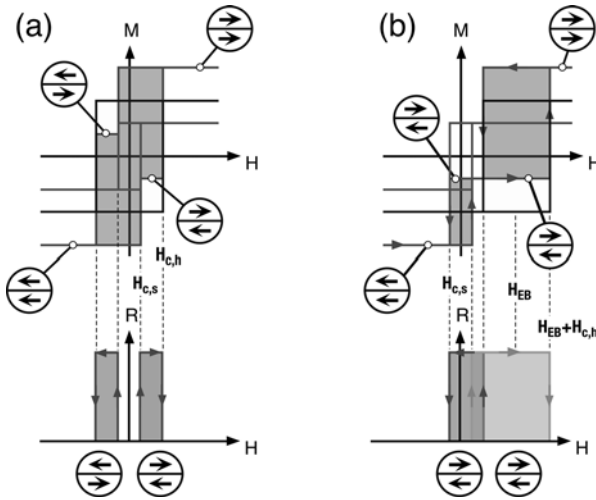 (a)
M
H
H_{c,h}
H_{c,s}
R
H
(b)
M
H
H_{c,s}
H_{EB}
H_{EB}+H_{c,h}
R
H